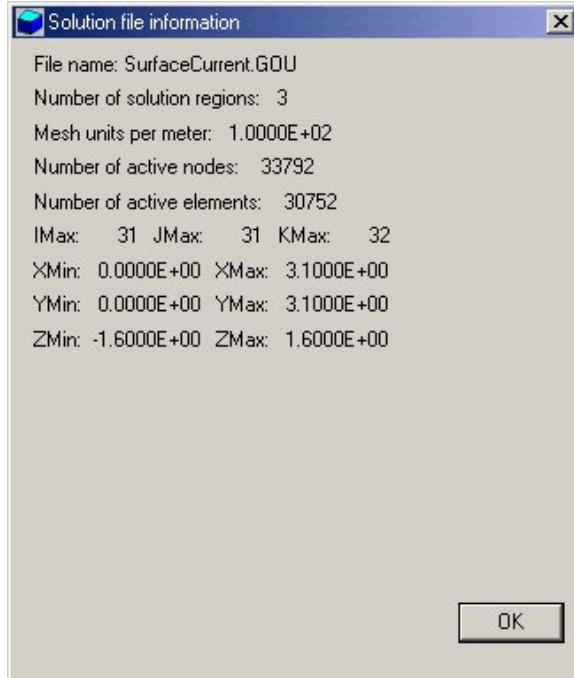 Solution file information
File name: SurfaceCurrent.GOU
Number of solution regions: 3
Mesh units per meter: 1.0000E+02
Number of active nodes: 33792
Number of active elements: 30752
IMax: 31 JMax: 31 KMax: 32
XMin: 0.0000E+00 XMax: 3.1000E+00
YMin: 0.0000E+00 YMax: 3.1000E+00
ZMin: -1.6000E+00 ZMax: 1.6000E+00
OK